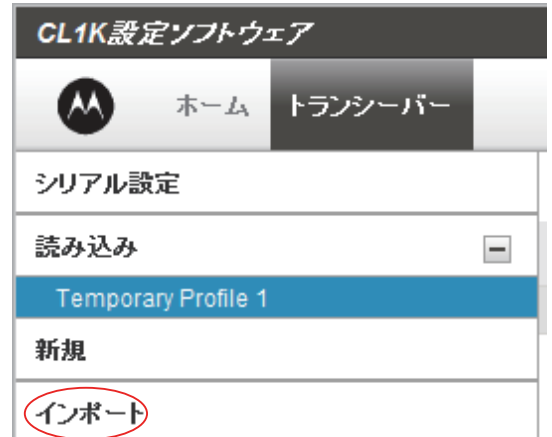 CL1K設定ソフトウェア
ホーム トランシーバー
シリアル設定
読み込み
Temporary Profile 1
新規
インポート